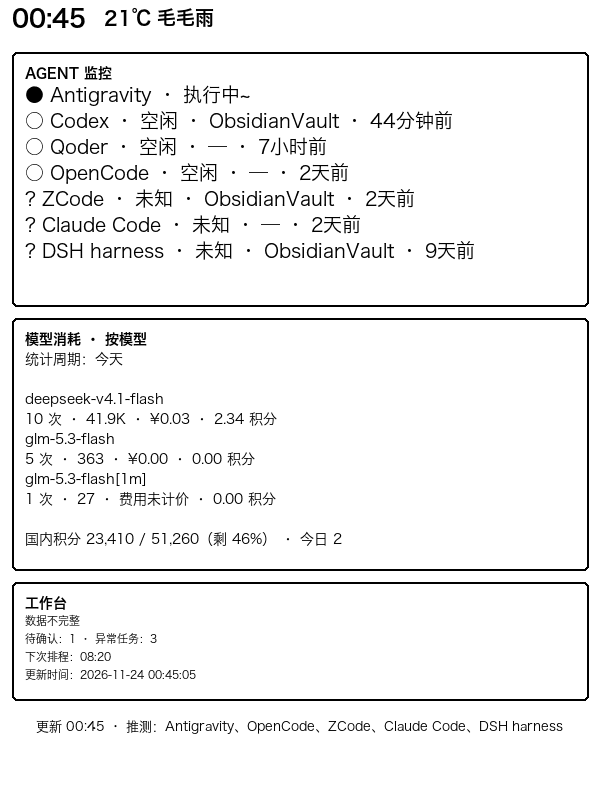 00:45 21℃ 毛毛雨
AGENT 监控
● Antigravity · 执行中~
○ Codex · 空闲 · ObsidianVault · 44分钟前
○ Qoder · 空闲 · — · 7小时前
○ OpenCode · 空闲 · — · 2天前
? ZCode · 未知 · ObsidianVault · 2天前
? Claude Code · 未知 · — · 2天前
? DSH harness · 未知 · ObsidianVault · 9天前
模型消耗 · 按模型
统计周期：今天
deepseek-v4.1-flash
10 次 · 41.9K · ¥0.03 · 2.34 积分
glm-5.3-flash
5 次 · 363 · ¥0.00 · 0.00 积分
glm-5.3-flash[1m]
1 次 · 27 · 费用未计价 · 0.00 积分
国内积分 23,410 / 51,260（剩 46%） · 今日 2
工作台
数据不完整
待确认：1 · 异常任务：3
下次排程：08:20
更新时间：2026-11-24 00:45:05
更新 00:45 · 推测：Antigravity、OpenCode、ZCode、Claude Code、DSH harness